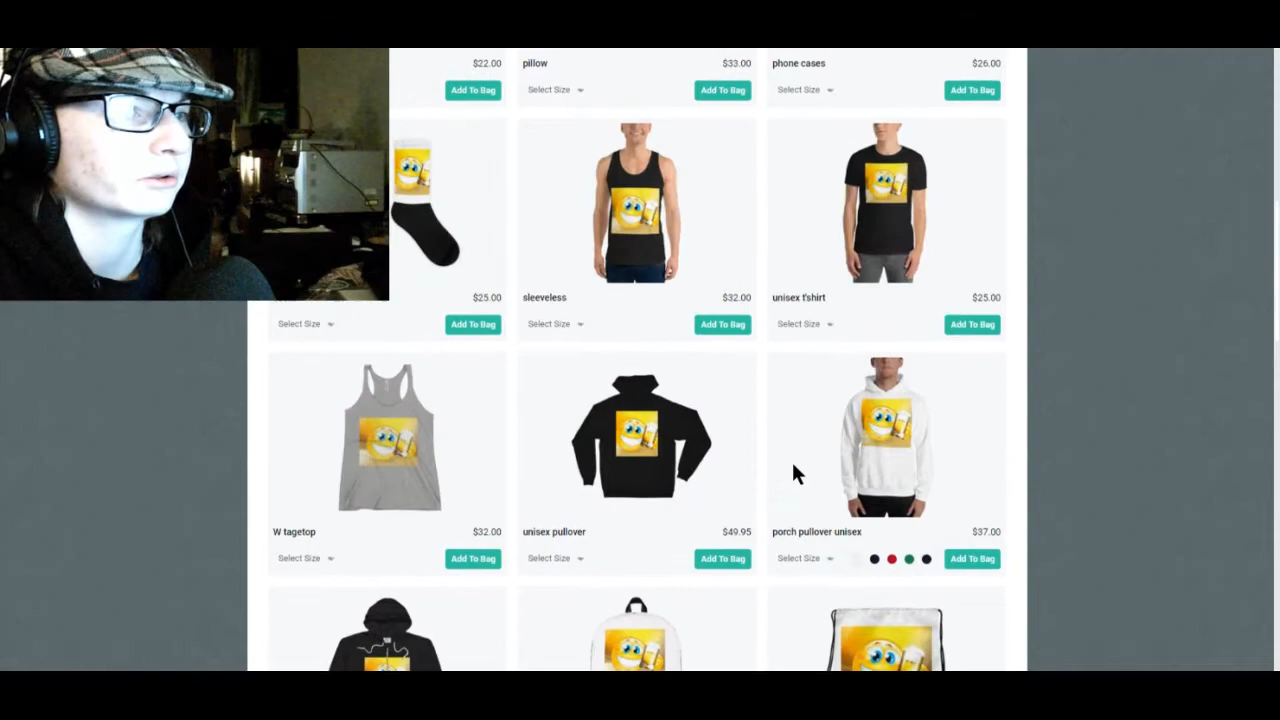 $22.00
pillow $33.00
phone cases $26.00
Add To Bag
Select Size Add To Bag
Select Size Add To Bag
$25.00
sleeveless $32.00
unisex t'shirt $25.00
Select Size Add To Bag
Select Size Add To Bag
Select Size Add To Bag
W tagetop $32.00
unisex pullover $49.95
porch pullover unisex $37.00
Select Size Add To Bag
Select Size Add To Bag
Select Size Add To Bag